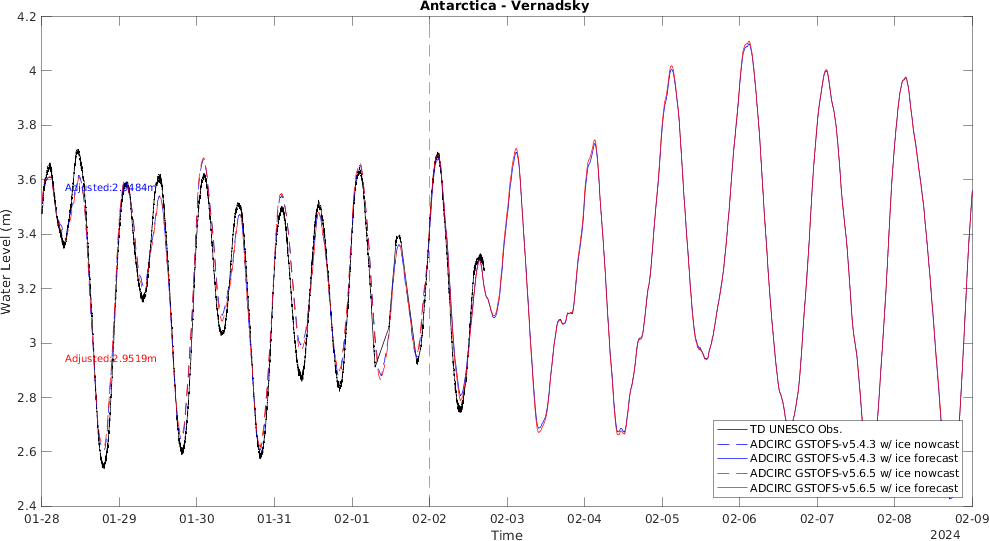 Antarctica - Vernadsky
4.2
4
3.8
3.6
3.4
3.2
3
2.8
2.6
2.4
Water Level (m)
Adjusted:2.9519m
TD UNESCO Obs.
ADCIRC GSTOFS-v5.4.3 w/ ice nowcast
ADCIRC GSTOFS-v5.4.3 w/ ice forecast
ADCIRC GSTOFS-v5.6.5 w/ ice nowcast
ADCIRC GSTOFS-v5.6.5 w/ ice forecast
01-28 01-29 01-30 01-31 02-01 02-02 02-03 02-04 02-05 02-06 02-07 02-08 02-09
Time
2024